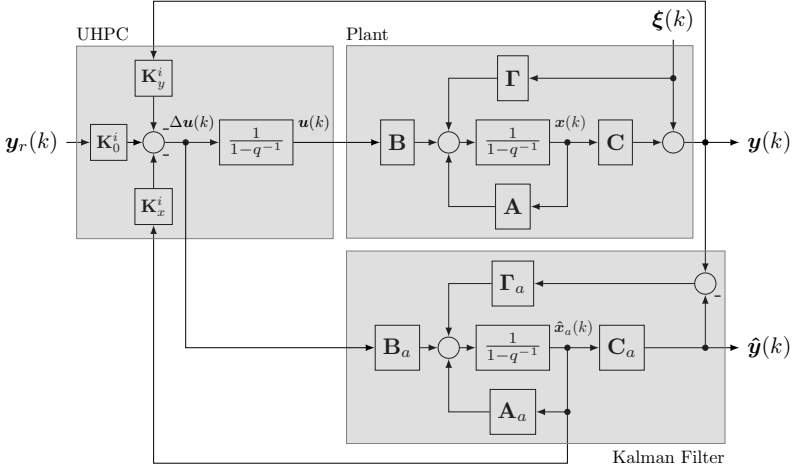 UHPC
Plant
ξ(k)
K_y^i
Γ
y_r(k)
K_0^i
-
-
Δu(k)
1/(1-q^{-1})
u(k)
B
1/(1-q^{-1})
x(k)
C
y(k)
K_x^i
A
Γ_a
-
B_a
1/(1-q^{-1})
x̂_a(k)
C_a
ŷ(k)
A_a
Kalman Filter